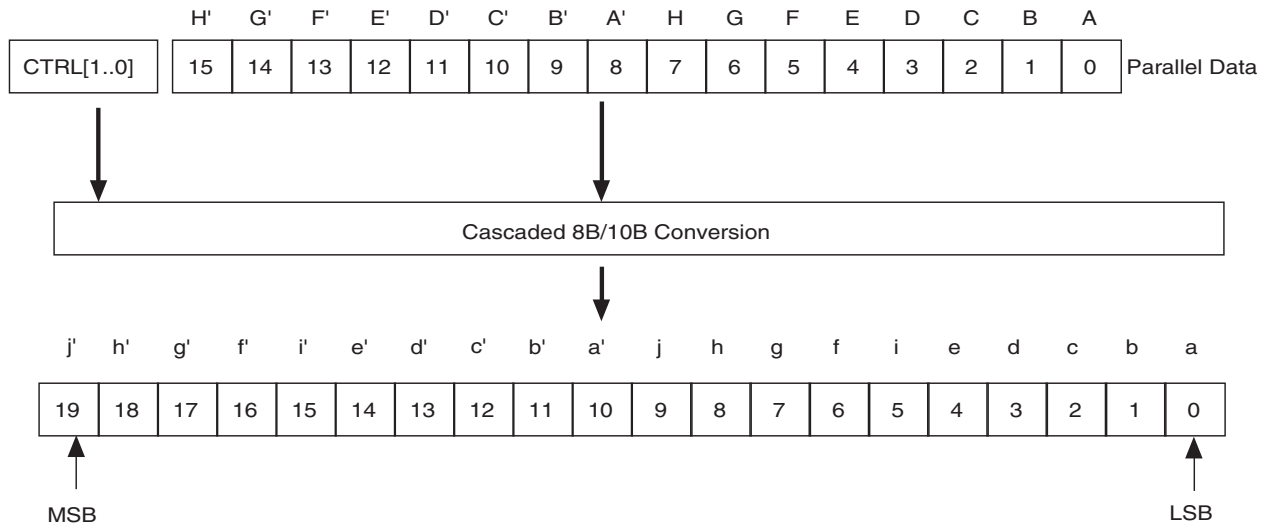 H' G' F' E' D' C' B' A' H G F E D C B A
CTRL[1..0] 15 14 13 12 11 10 9 8 7 6 5 4 3 2 1 0 Parallel Data
Cascaded 8B/10B Conversion
j' h' g' f' i' e' d' c' b' a' j h g f i e d c b a
19 18 17 16 15 14 13 12 11 10 9 8 7 6 5 4 3 2 1 0
MSB LSB